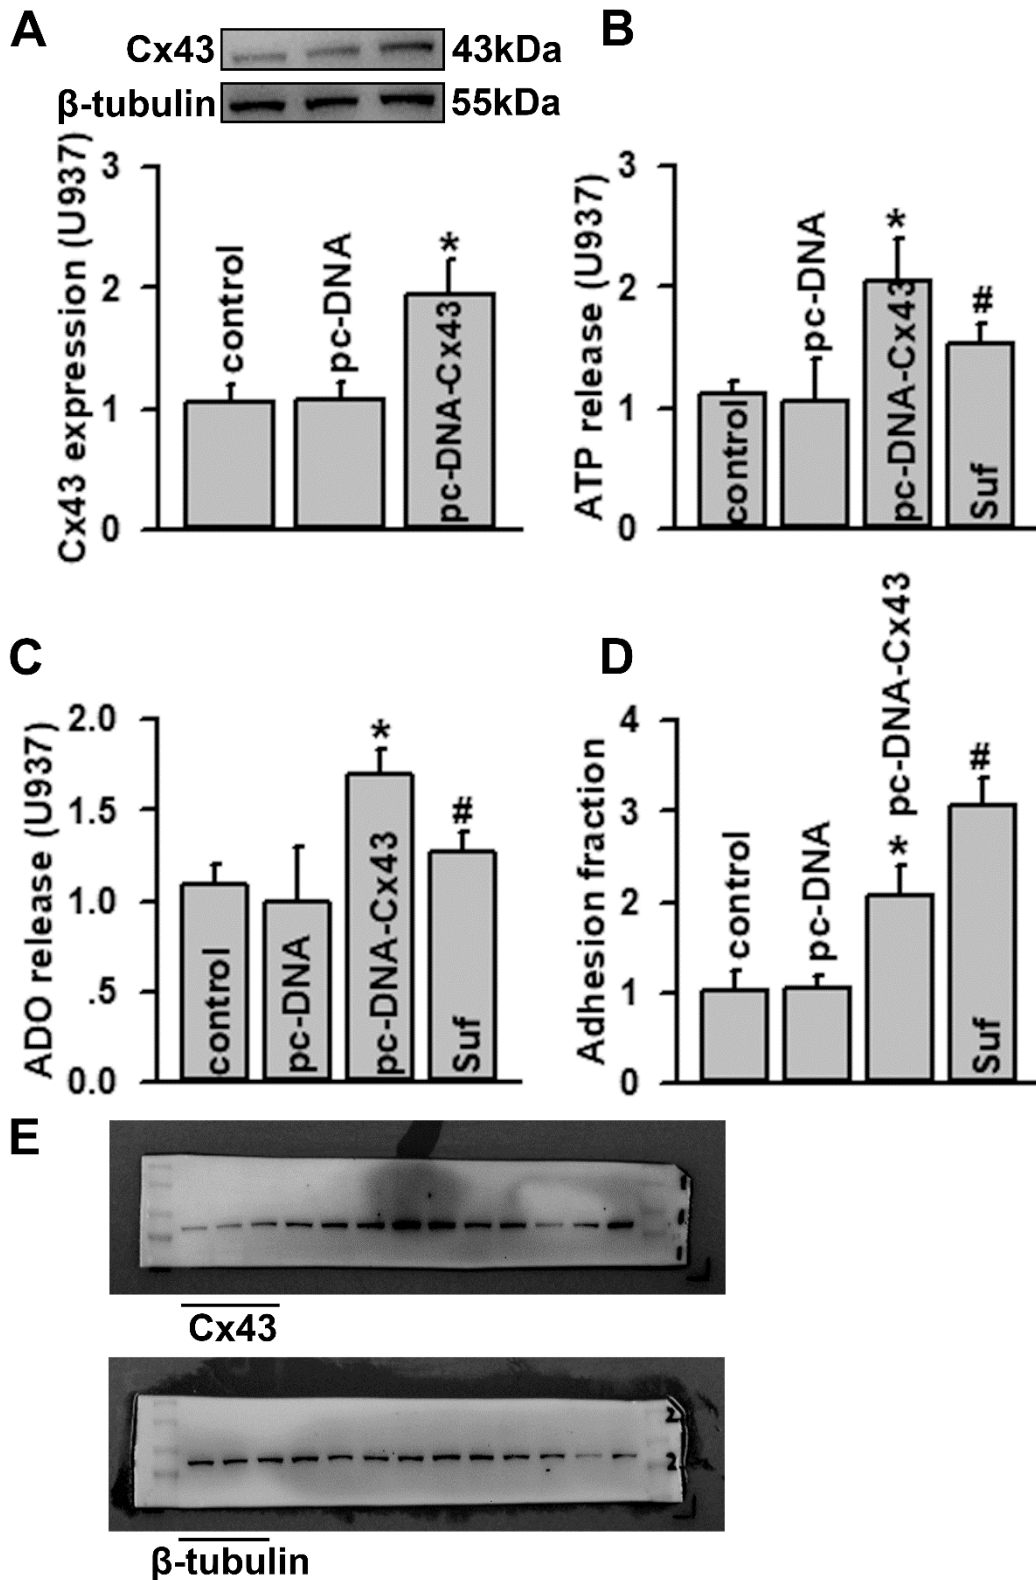 A
Cx43
43kDa
β-tubulin
55kDa
Cx43 expression (U937)
3
2
1
0
control
pc-DNA
*
pc-DNA-Cx43
B
ATP release (U937)
3
2
1
0
control
pc-DNA
*
pc-DNA-Cx43
#
Suf
C
ADO release (U937)
2.0
1.5
1.0
.5
0.0
control
pc-DNA
*
pc-DNA-Cx43
#
Suf
D
Adhesion fraction
4
3
2
1
0
control
pc-DNA
*
pc-DNA-Cx43
#
Suf
E
Cx43
2
2
β-tubulin